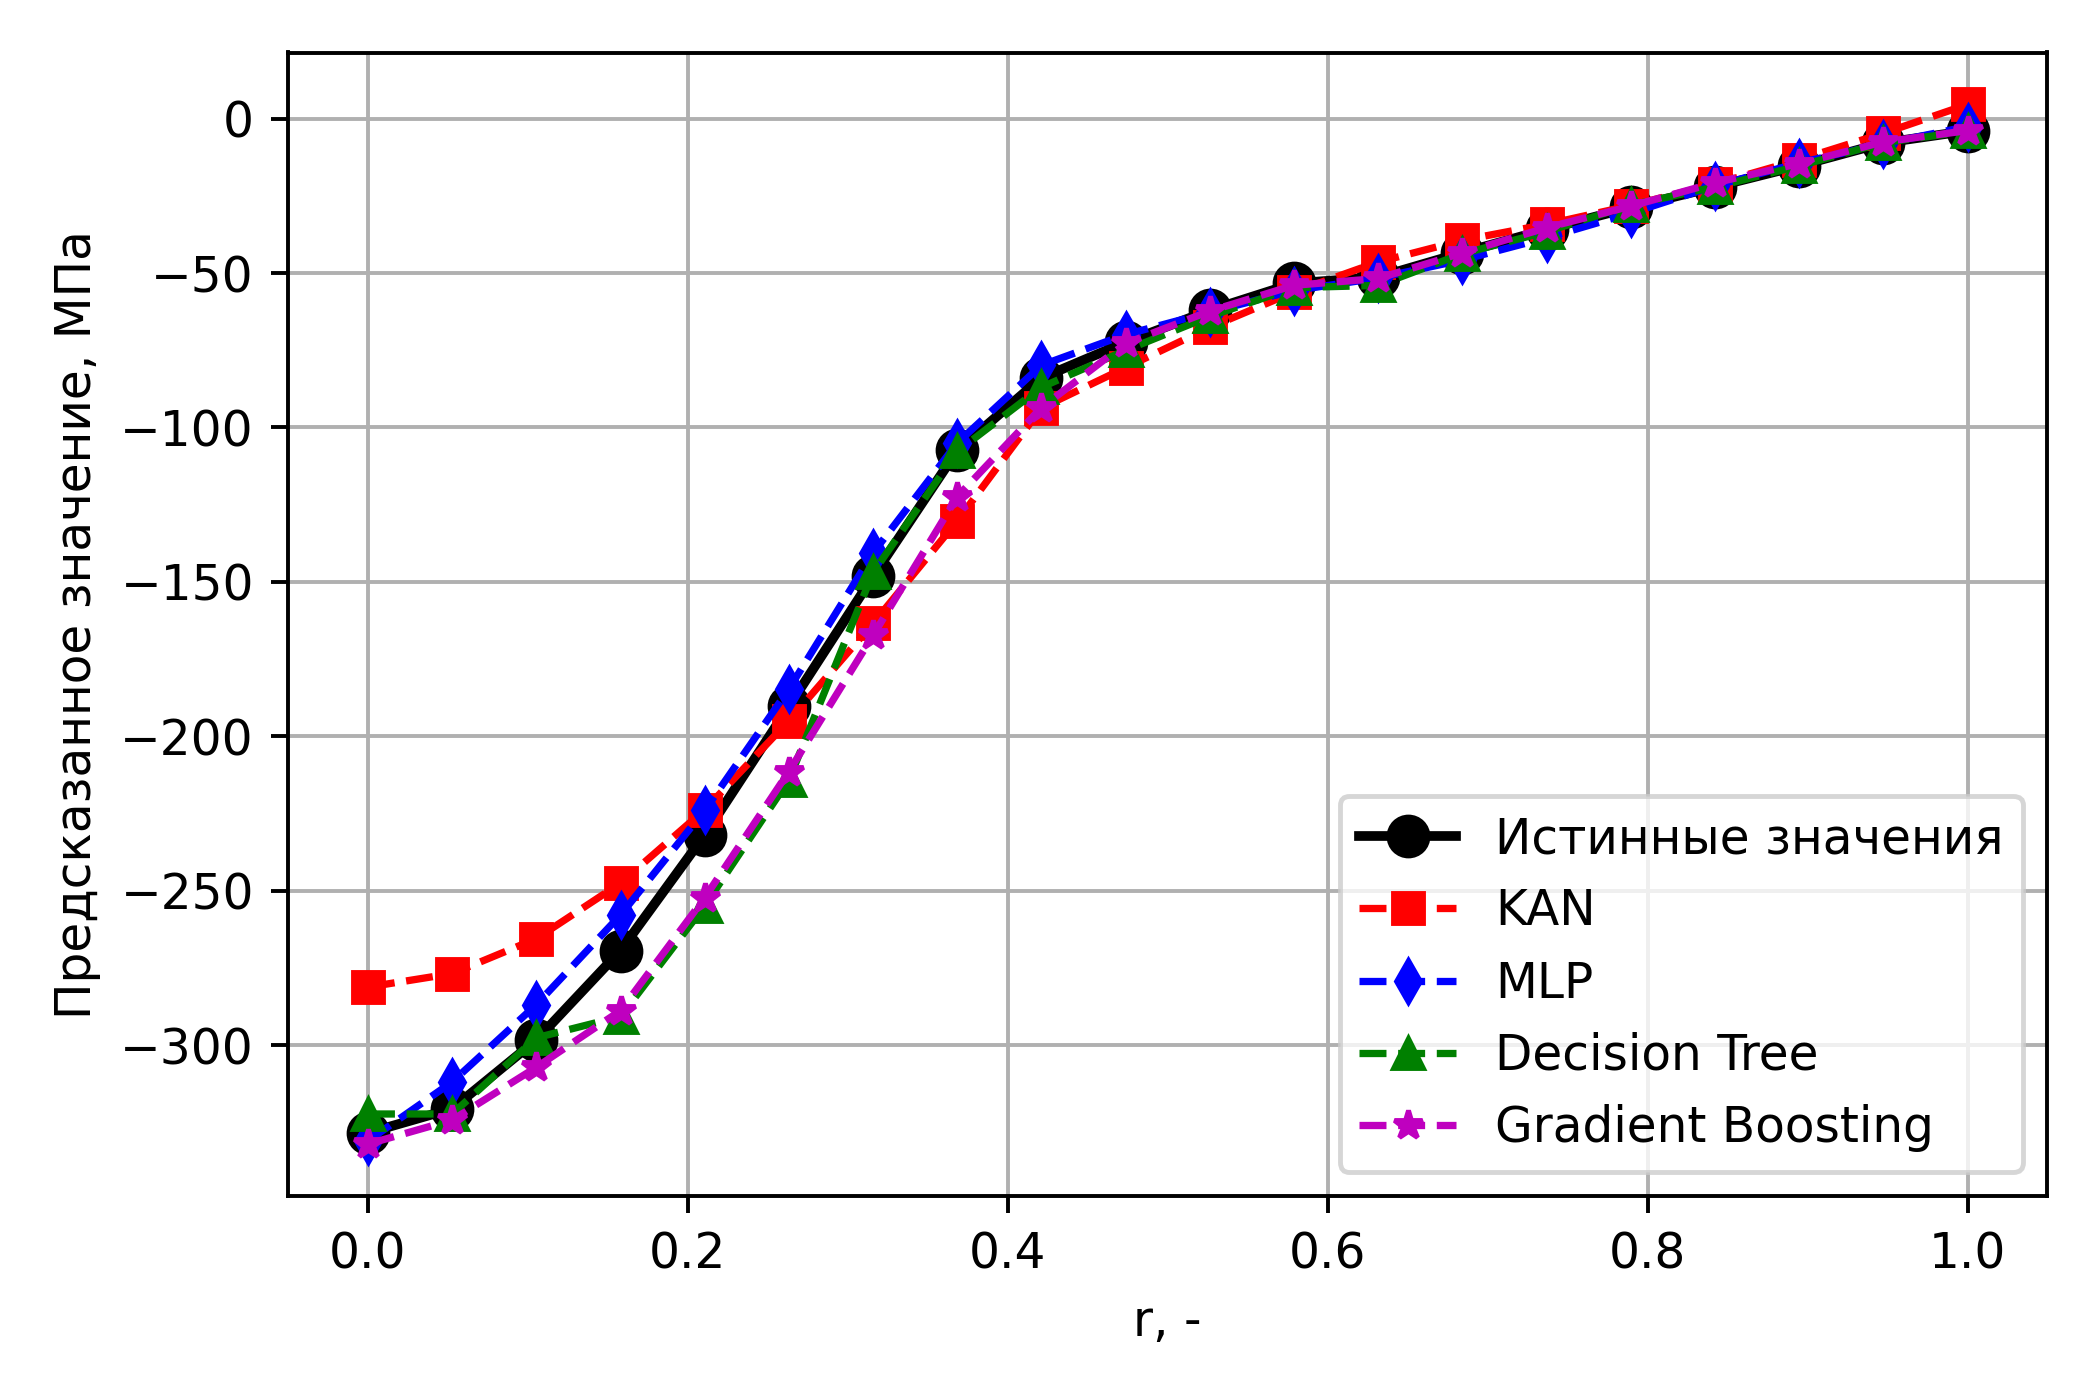 Предсказанное значение, МПа
0
−50
−100
−150
−200
−250
−300
0.0 0.2 0.4 0.6 0.8 1.0
r, -
Истинные значения
KAN
MLP
Decision Tree
Gradient Boosting